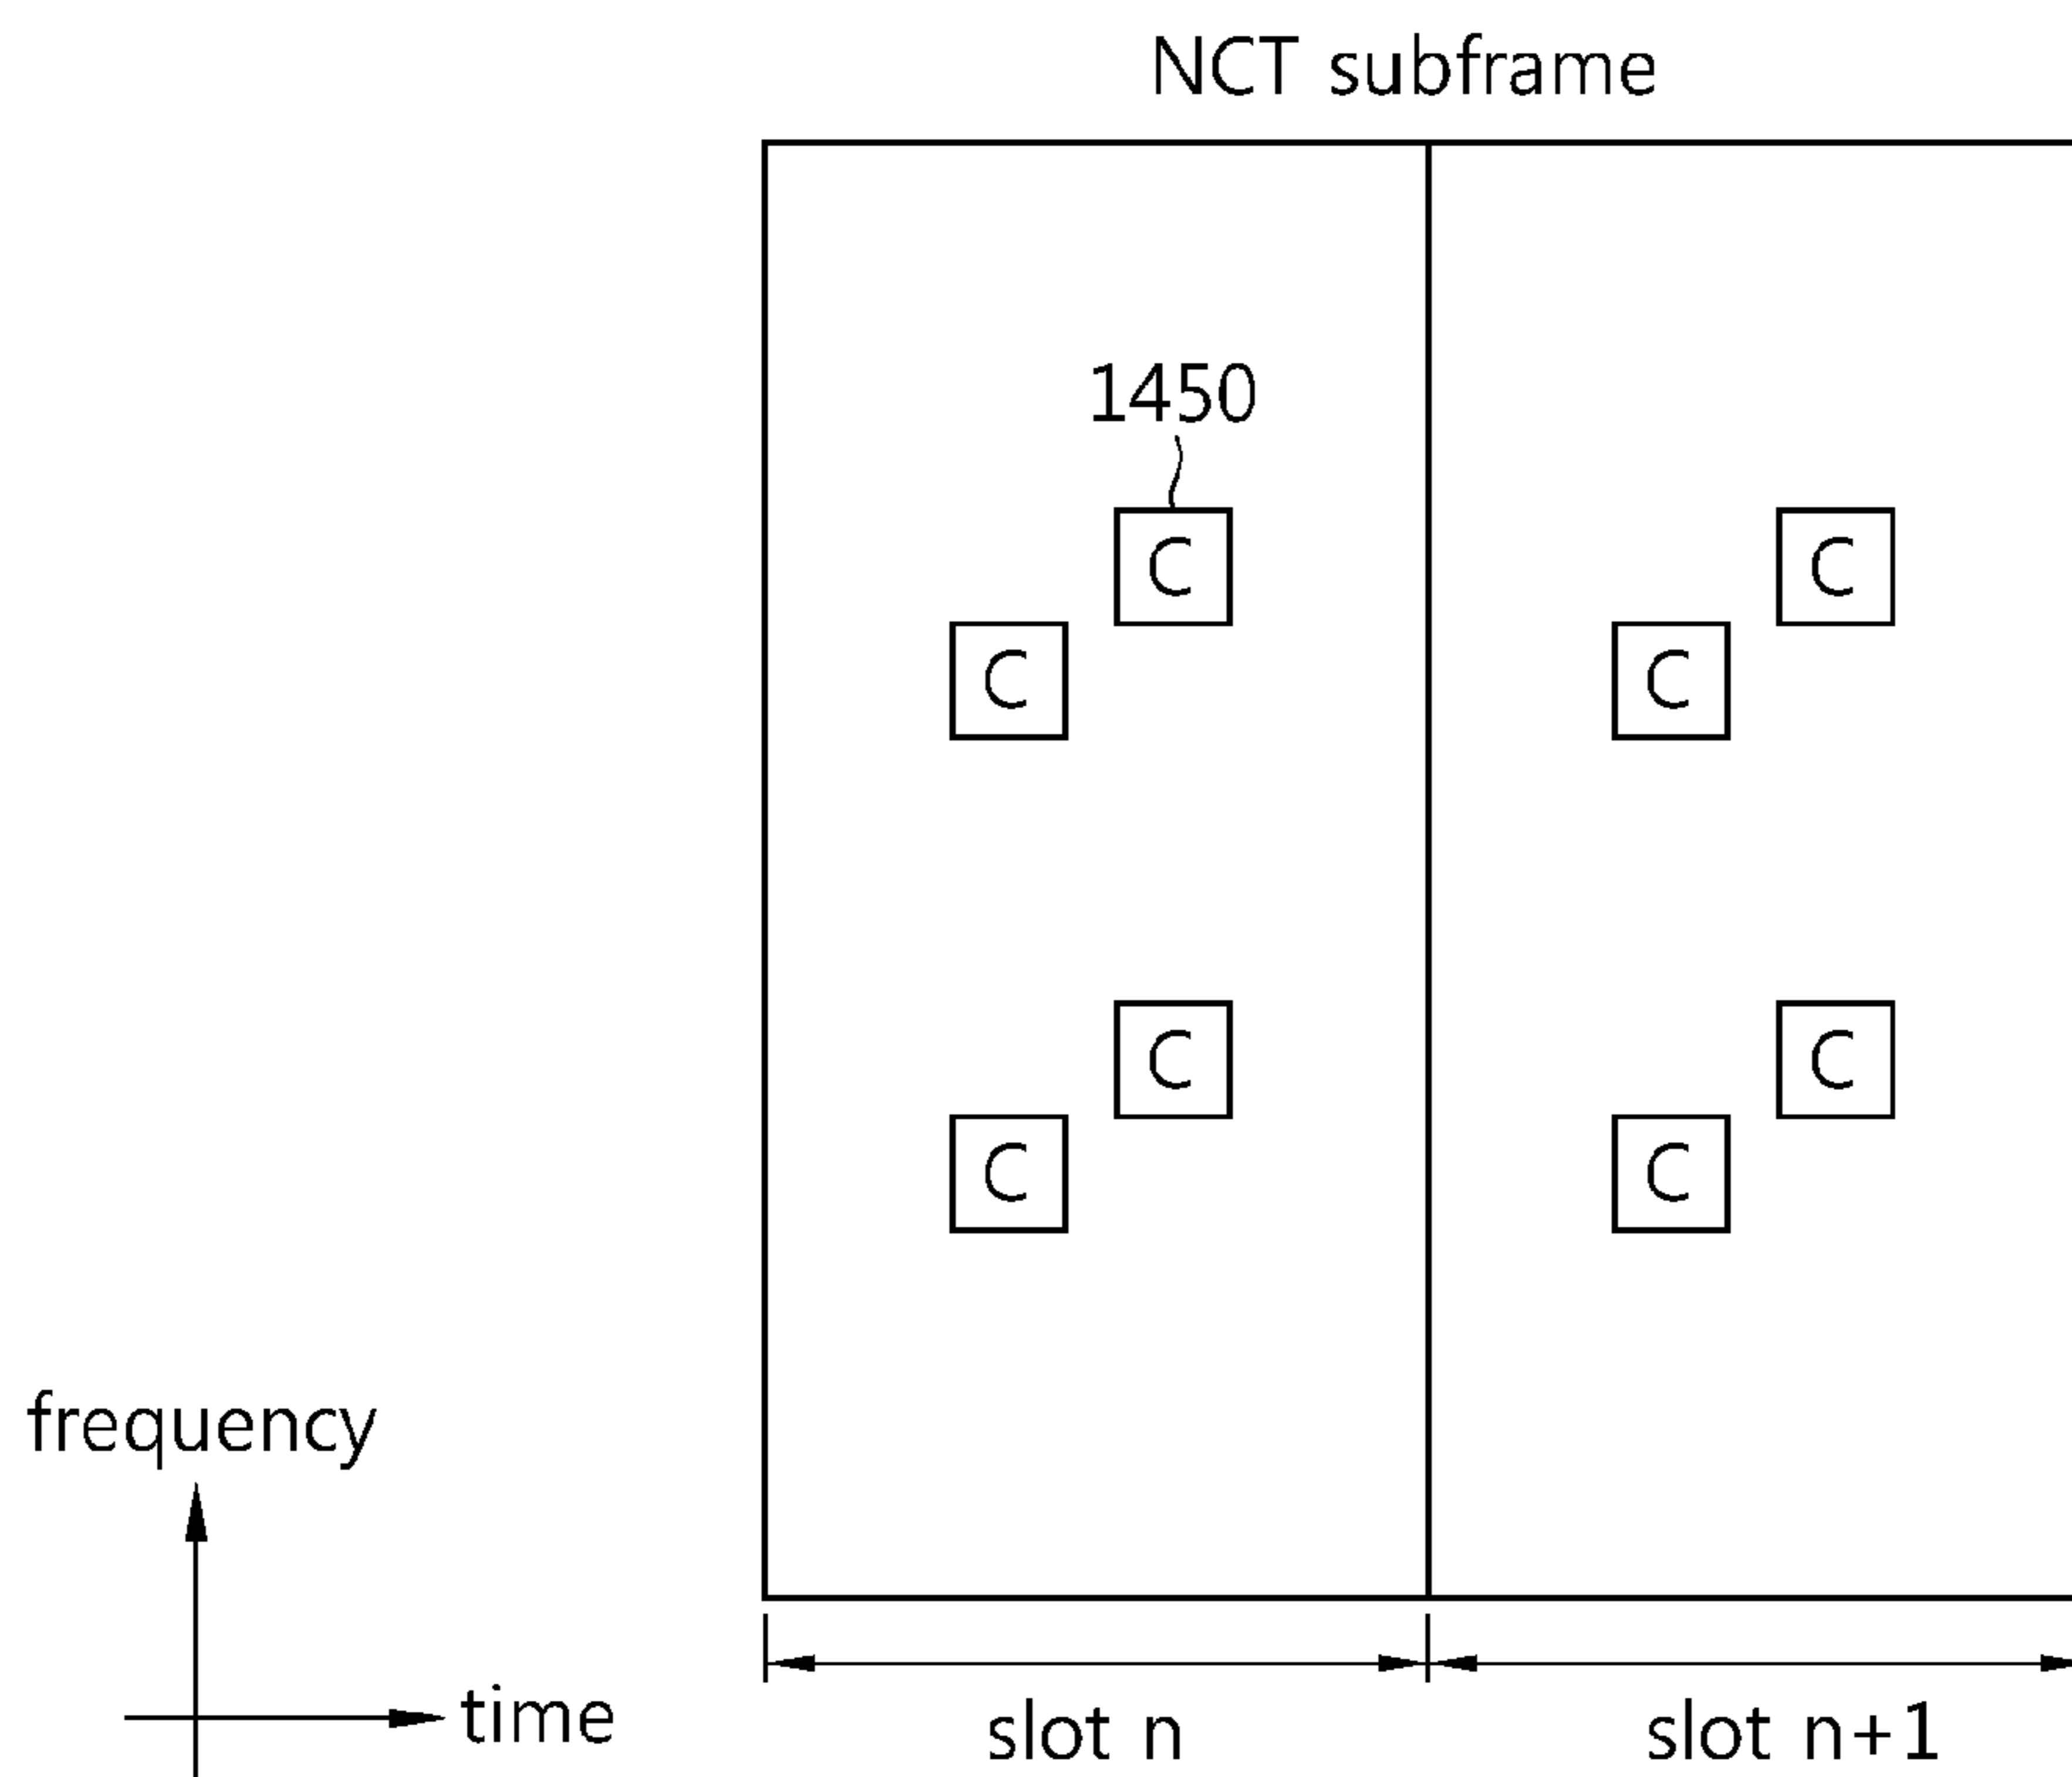 NCT subframe
1450
C C
C C
C C
C C
frequency
time
slot n
slot n+1